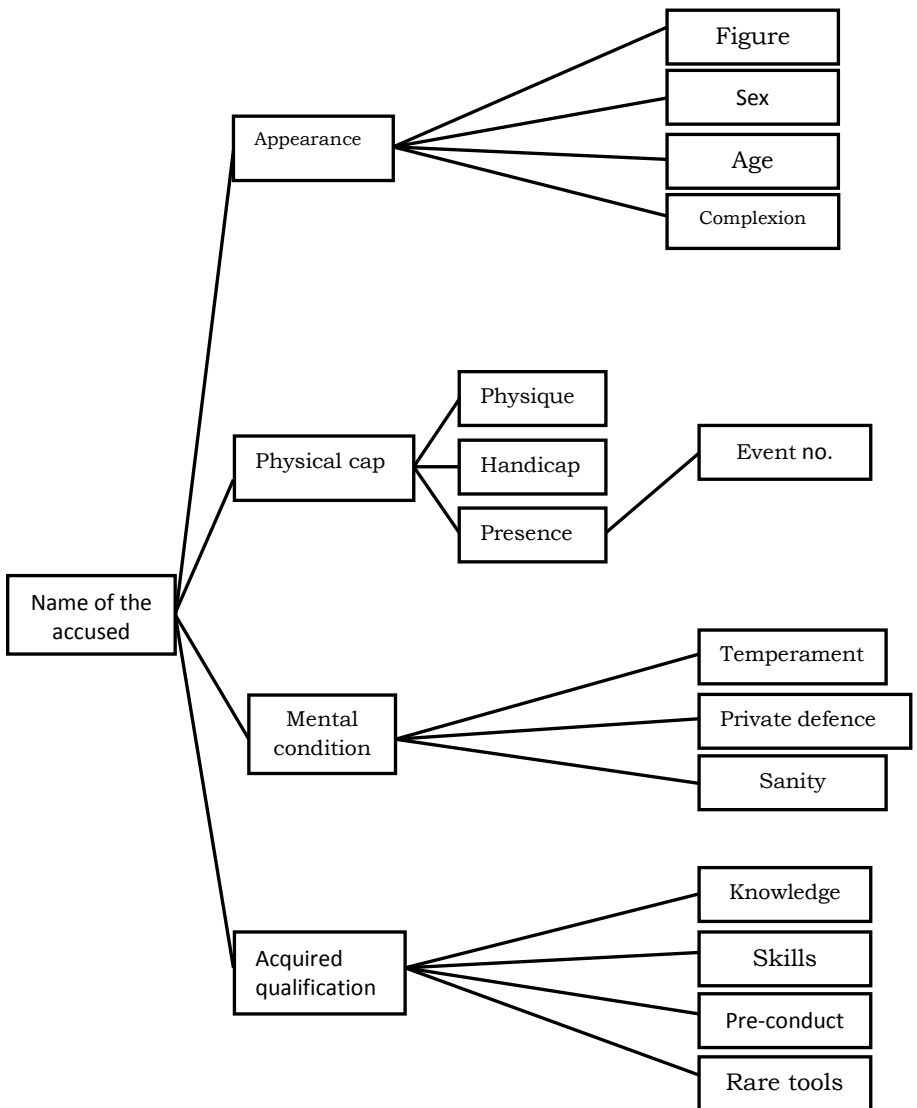 Figure
Sex
Appearance
Age
Complexion
Physique
Physical cap
Handicap
Event no.
Presence
Name of the
accused
Temperament
Mental
condition
Private defence
Sanity
Knowledge
Acquired
qualification
Skills
Pre-conduct
Rare tools